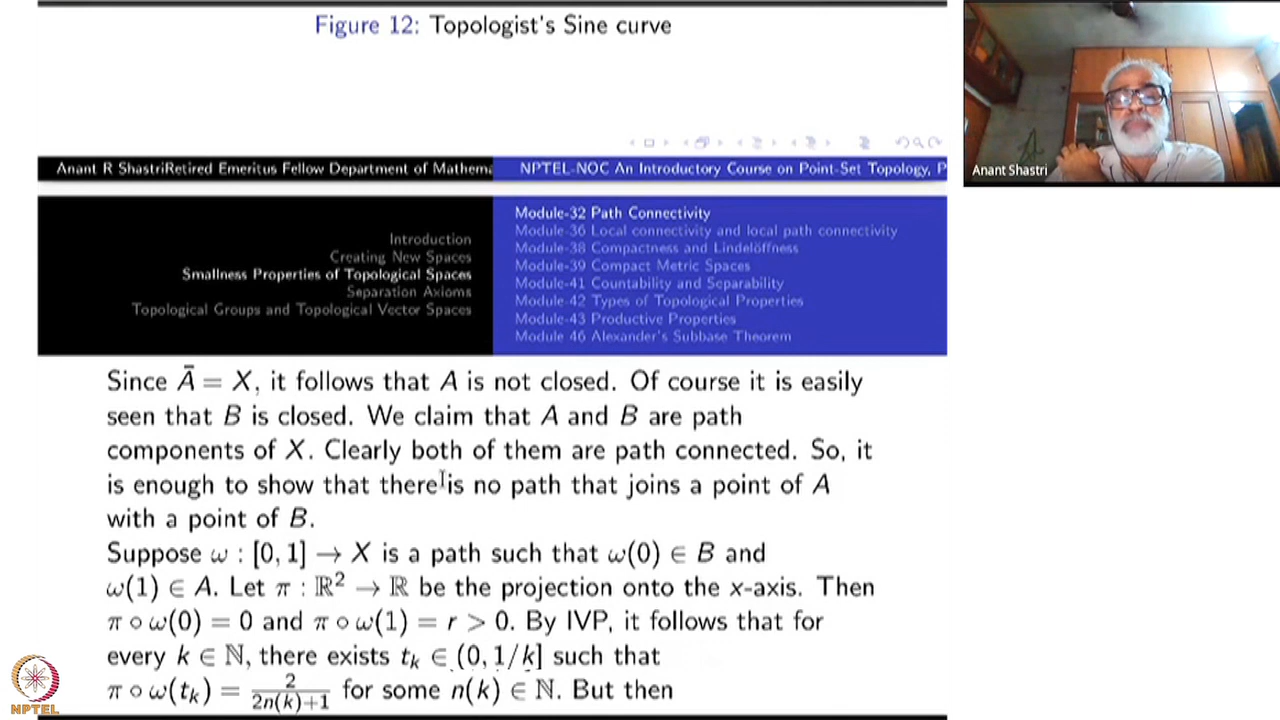 Figure 12: Topologist's Sine curve
Anant Shastri
Anant R ShastriRetired Emeritus Fellow Department of Mathema
NPTEL-NOC An Introductory Course on Point-Set Topology, P
Introduction
Creating New Spaces
Smallness Properties of Topological Spaces
Separation Axioms
Topological Groups and Topological Vector Spaces
Module-32 Path Connectivity
Module-36 Local connectivity and local path connectivity
Module-38 Compactness and Lindelöffness
Module-39 Compact Metric Spaces
Module-41 Countability and Separability
Module-42 Types of Topological Properties
Module-43 Productive Properties
Module 46 Alexander's Subbase Theorem
Since Ā = X, it follows that A is not closed. Of course it is easily
seen that B is closed. We claim that A and B are path
components of X. Clearly both of them are path connected. So, it
is enough to show that there is no path that joins a point of A
with a point of B.
Suppose ω : [0, 1] → X is a path such that ω(0) ∈ B and
ω(1) ∈ A. Let π : ℝ² → ℝ be the projection onto the x-axis. Then
π ∘ ω(0) = 0 and π ∘ ω(1) = r > 0. By IVP, it follows that for
every k ∈ ℕ, there exists tₖ ∈ (0, 1/k] such that
π ∘ ω(tₖ) = 2/(2n(k)+1) for some n(k) ∈ ℕ. But then
NPTEL